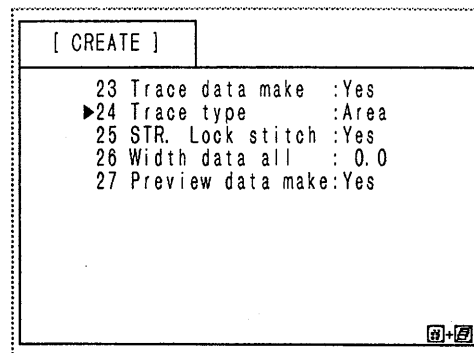 [ CREATE ]
23 Trace data make :Yes
▶24 Trace type :Area
25 STR. Lock stitch :Yes
26 Width data all : 0.0
27 Preview data make:Yes